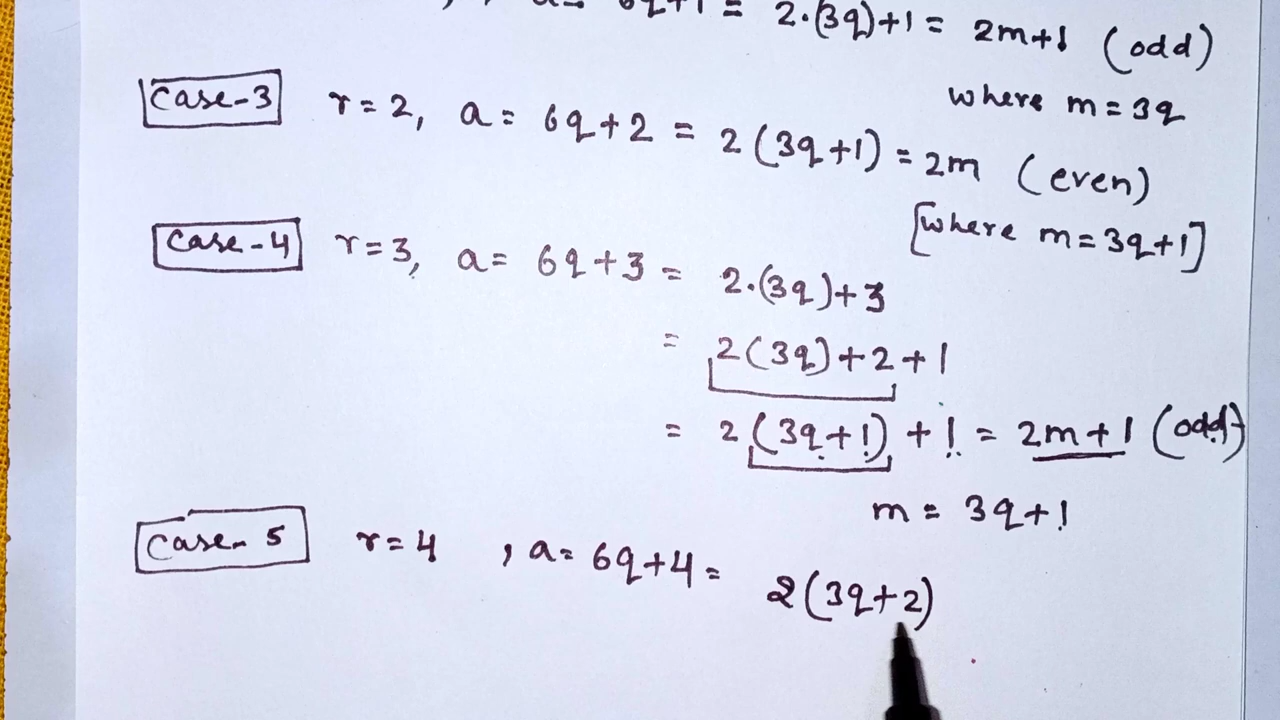 a = 6q+1 = 2.(3q)+1 = 2m+1 (odd)
where m=3q
Case-3 r=2, a= 6q+2 = 2(3q+1) = 2m (even)
[where m=3q+1]
Case-4 r=3, a= 6q+3 = 2.(3q)+3
= 2(3q)+2+1
= 2(3q+1)+1 = 2m+1 (odd)
m = 3q+1
Case-5 r=4 , a= 6q+4= 2(3q+2)